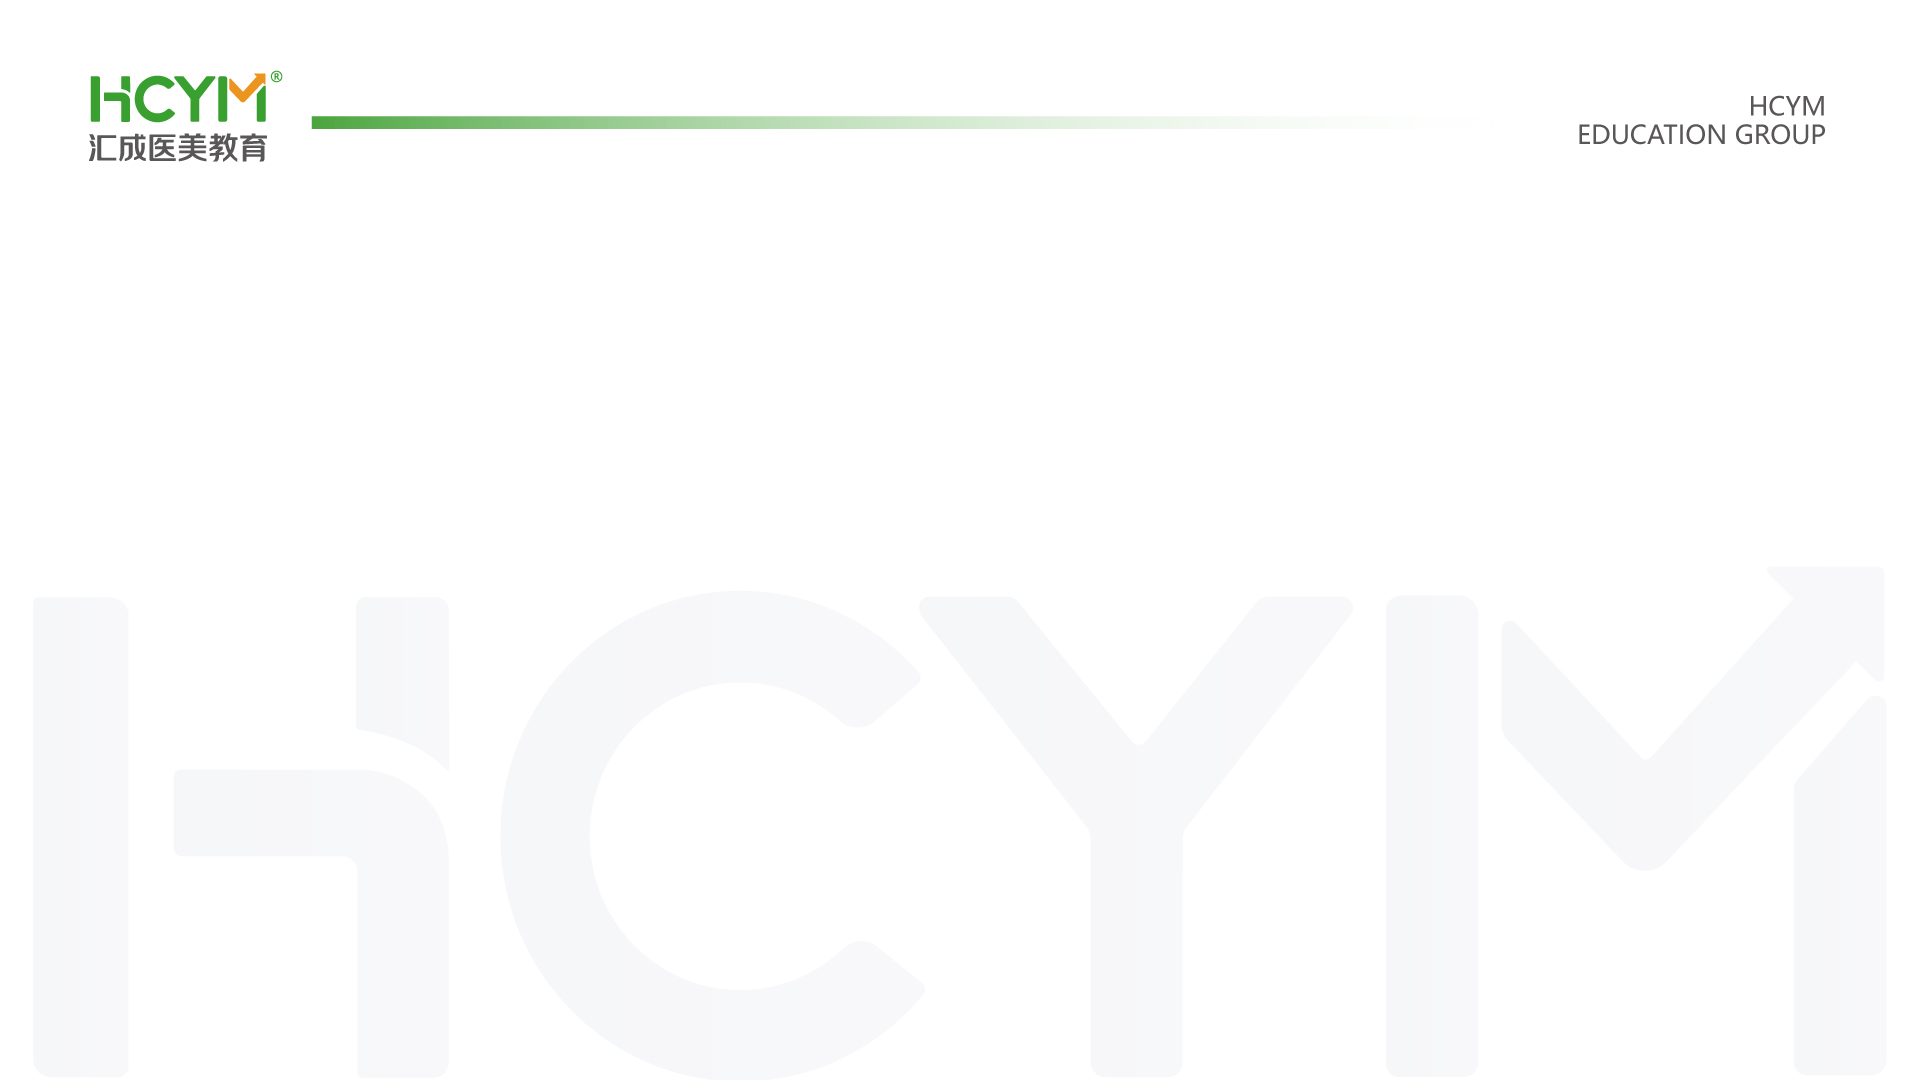 HCYM®
汇成医美教育
HCYM
EDUCATION GROUP
HCYM